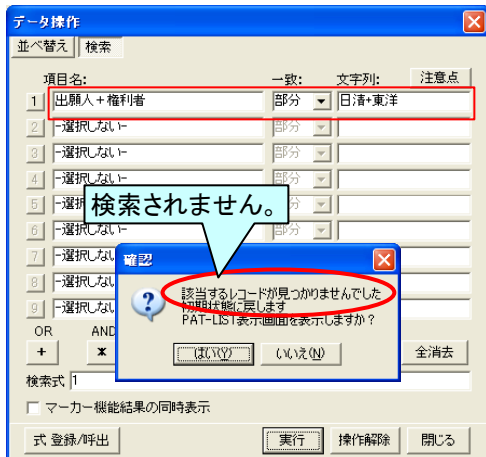 データ操作
並べ替え 検索
項目名: 一致: 文字列: 注意点
1 出願人+権利者 部分 日清+東洋
2 -選択しない- 部分
3 -選択しない- 部分
4 -選択しない- 部分
5 -選択
6 -選択しない- 部分
検索されません。
7 -選択しない
8 -選択しない
9 -選択しない
確認
該当するレコードが見つかりませんでした
初期状態に戻します
PAT-LIST表示画面を表示しますか?
はい(Y) いいえ(N)
OR AND
+ * 全消去
検索式 1
マーカー機能結果の同時表示
式 登録/呼出 実行 操作解除 閉じる